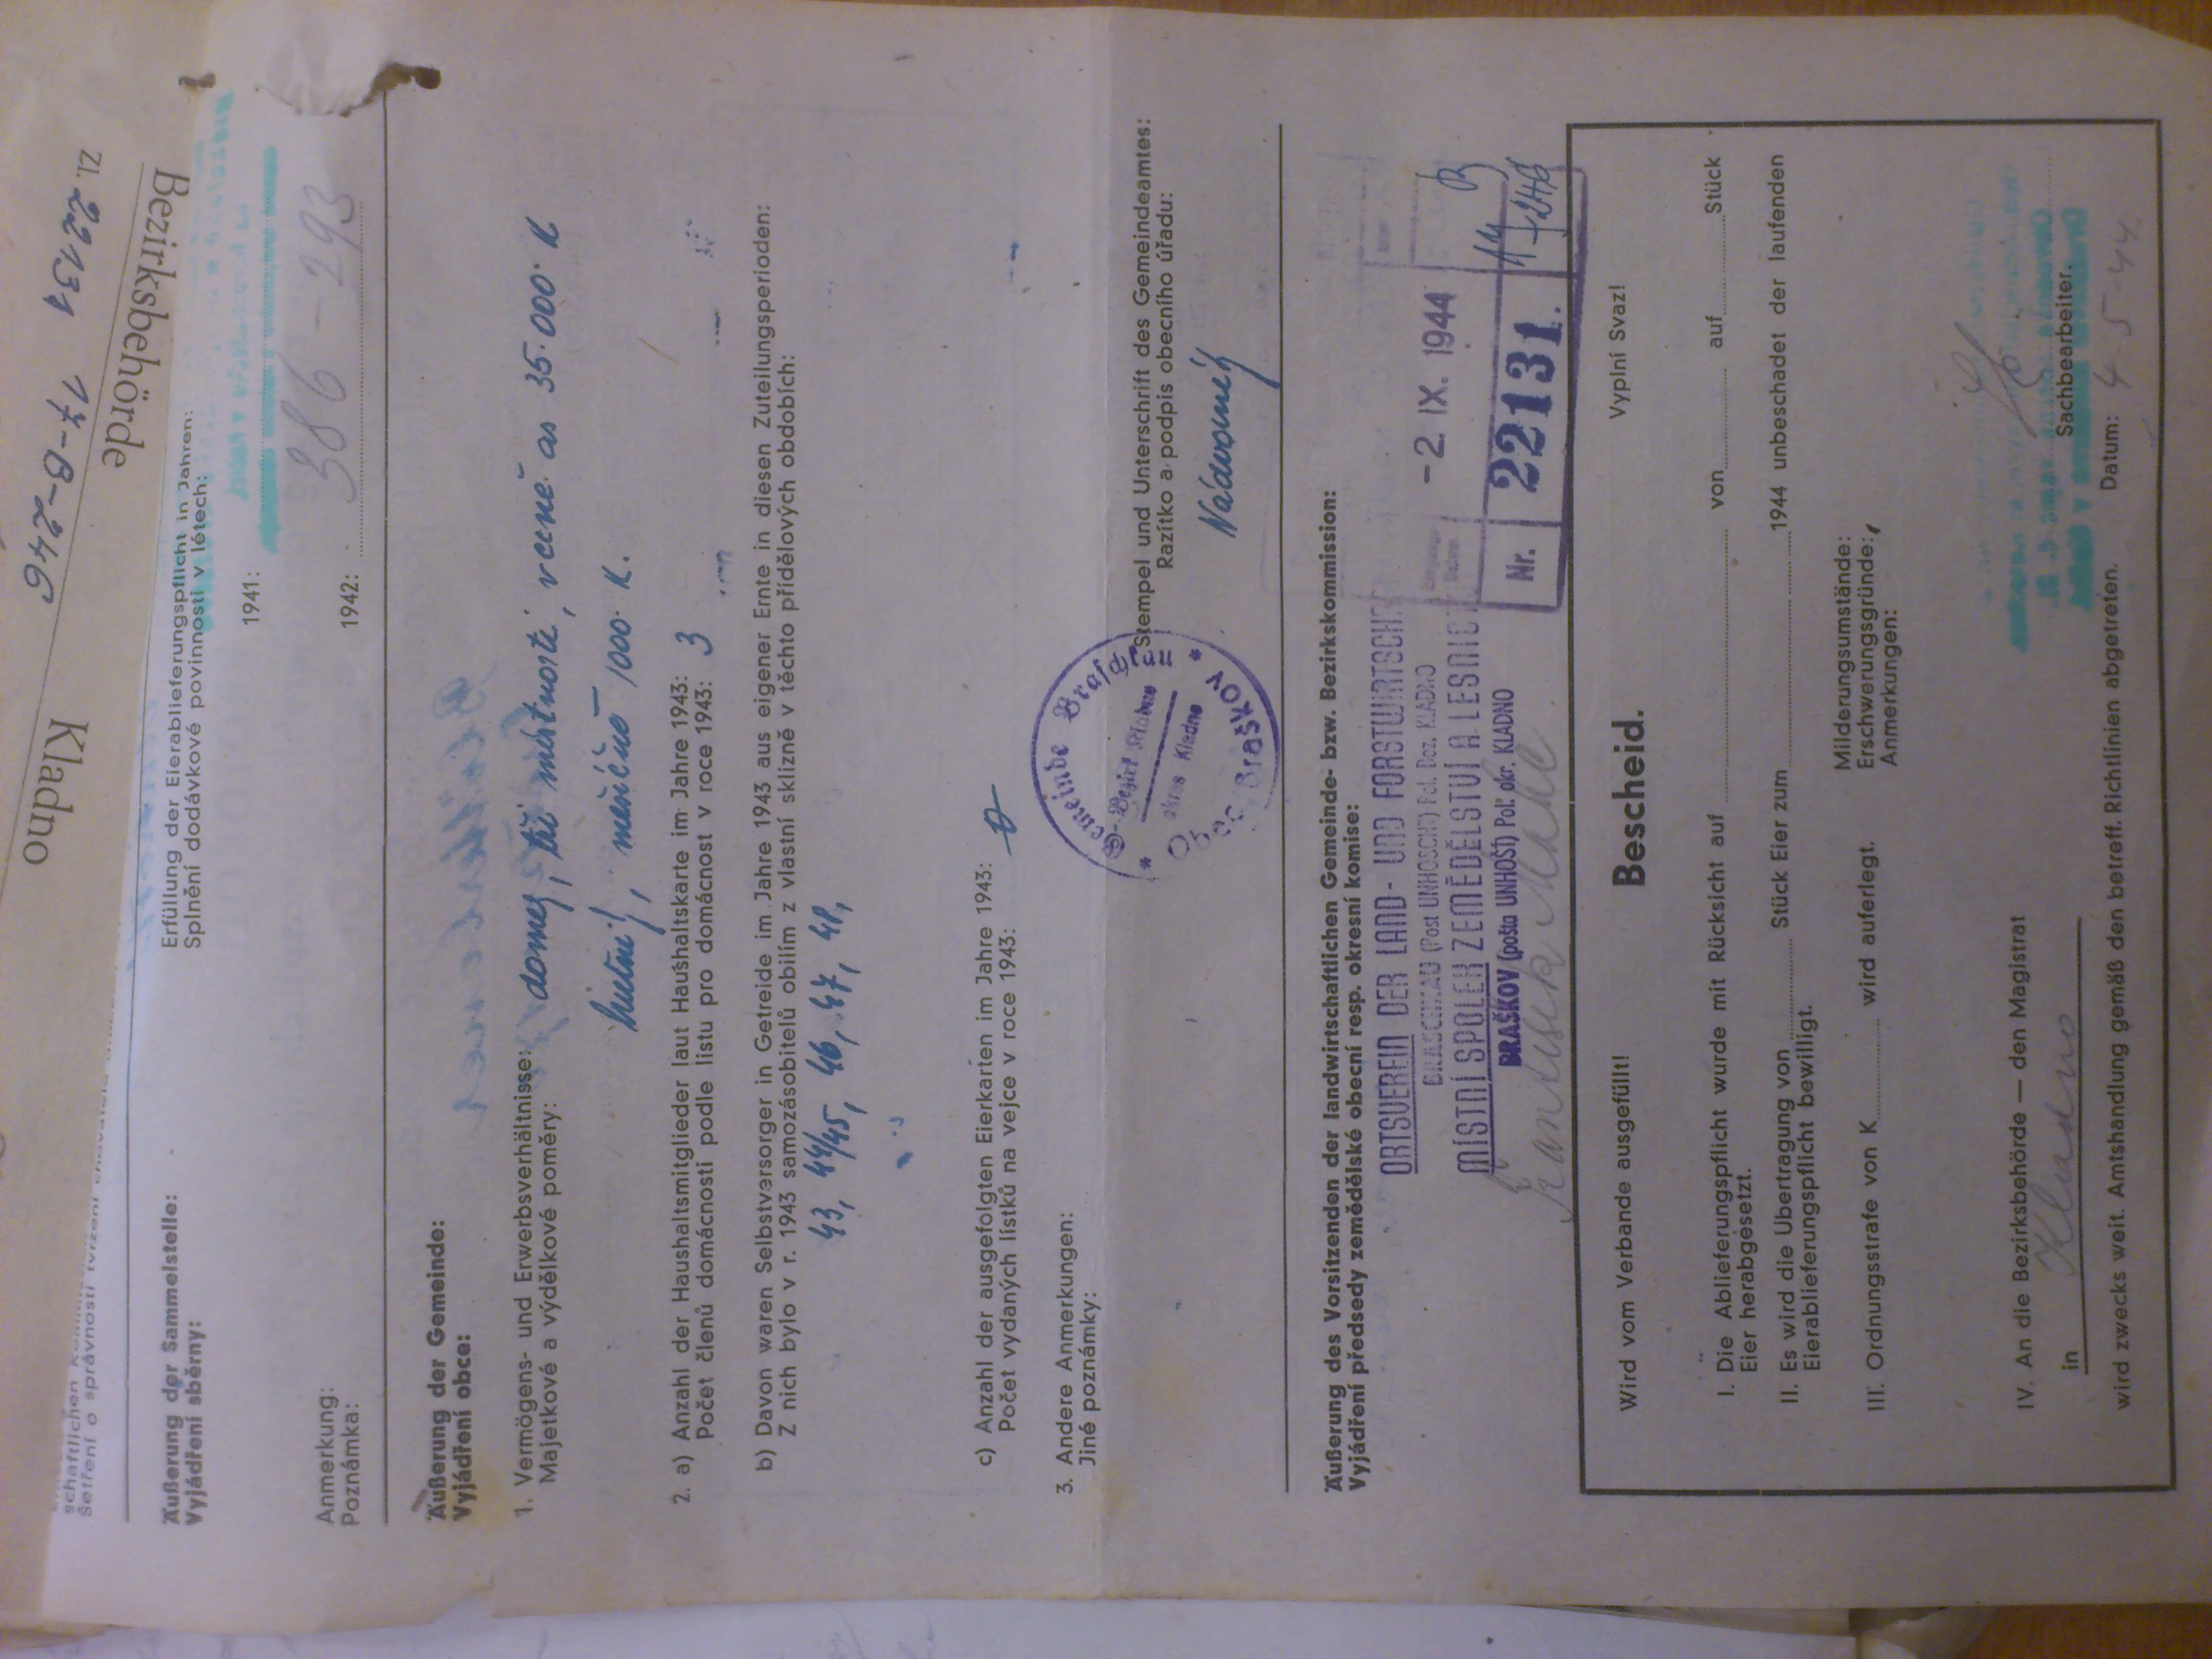 Kladno
Bezirksbehörde
Zl. 22131 17-B-246
schaftlichen
Šetření o správnosti tvrzení
Äußerung der Sammelstelle:
Vyjádření sběrny:
Erfüllung der Eierablieferungspflicht in Jahren:
Splnění dodávkové povinnosti v létech:
1941:
Anmerkung:
Poznámka:
1942: 386 - 293
Äußerung der Gemeinde:
Vyjádření obce:
1. Vermögens- und Erwerbsverhältnisse:
Majetkové a výdělkové poměry:
domek, tři místnosti, v ceně as 35.000 K
hutník, měsíčně 1000 K.
2. a) Anzahl der Haushaltsmitglieder laut Haushaltskarte im Jahre 1943:
Počet členů domácnosti podle listu pro domácnost v roce 1943: 3
b) Davon waren Selbstversorger in Getreide im Jahre 1943 aus eigener Ernte in diesen Zuteilungsperioden:
Z nich bylo v r. 1943 samozásobitelů obilím z vlastní sklizně v těchto přídělových obdobích:
43, 44/45, 46, 47, 48,
c) Anzahl der ausgefolgten Eierkarten im Jahre 1943:
Počet vydaných lístků na vejce v roce 1943: 0
3. Andere Anmerkungen:
Jiné poznámky:
* Gemeinde Braschkau *
Bezirk Kladno
okres Kladno
Obec Braškov
Stempel und Unterschrift des Gemeindeamtes:
Razítko a podpis obecního úřadu:
Nádvorník
Äußerung des Vorsitzenden der landwirtschaftlichen Gemeinde- bzw. Bezirkskommission:
Vyjádření předsedy zemědělské obecní resp. okresní komise:
ORTSVEREIN DER LAND- UND FORSTWIRTSCH
BRASCHKAU (Post UNHOSCHT) Pol. Bez. KLADNO
MÍSTNÍ SPOLEK ZEMĚDĚLSTVÍ A LESNICT
BRAŠKOV (pošta UNHOŠŤ) Pol. okr. KLADNO
František
-2. IX. 1944
Nr. 22131.
17
246
Wird vom Verbande ausgefüllt!
Bescheid.
Vyplní Svaz!
I. Die Ablieferungspflicht wurde mit Rücksicht auf von auf Stück
Eier herabgesetzt.
II. Es wird die Übertragung von Stück Eier zum 1944 unbeschadet der laufenden
Eierablieferungspflicht bewilligt.
III. Ordnungsstrafe von K wird auferlegt.
Milderungsumstände:
Erschwerungsgründe:
Anmerkungen:
IV. An die Bezirksbehörde — den Magistrat
in Kladno
Sachbearbeiter.
wird zwecks weit. Amtshandlung gemäß den betreff. Richtlinien abgetreten.
Datum: 4. 5 - 44.